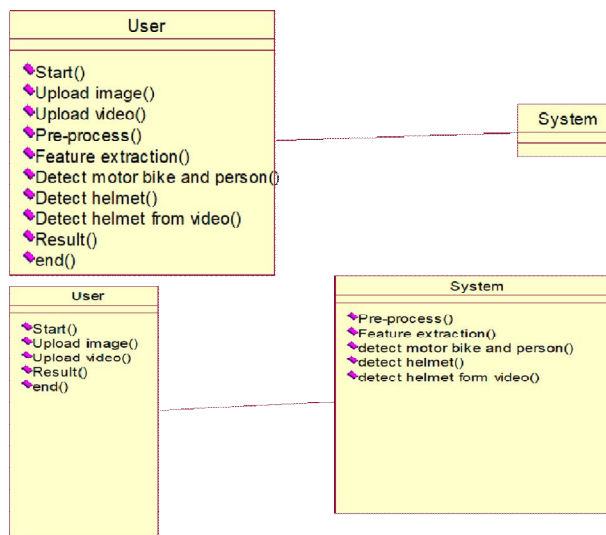 User
Start()
Upload image()
Upload video()
Pre-process()
Feature extraction()
Detect motor bike and person()
Detect helmet()
Detect helmet from video()
Result()
end()
System
User
Start()
Upload image()
Upload video()
Result()
end()
System
Pre-process()
Feature extraction()
detect motor bike and person()
detect helmet()
detect helmet form video()